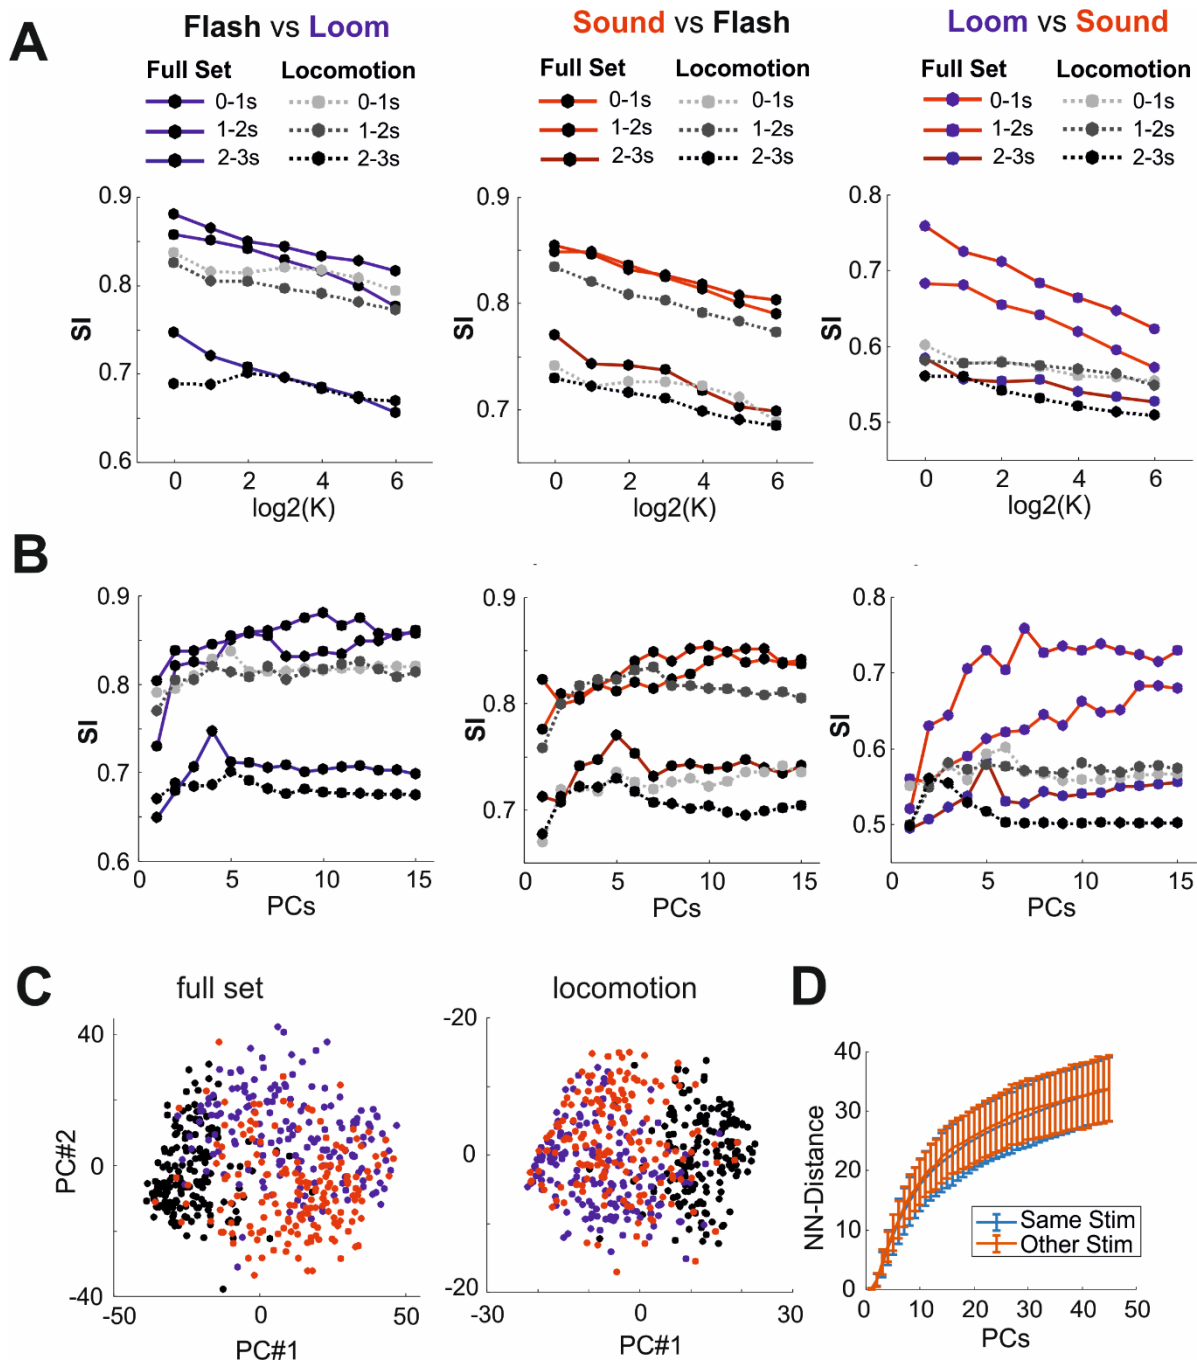 A
Flash vs Loom
Sound vs Flash
Loom vs Sound
Full Set Locomotion
0-1s 0-1s
1-2s 1-2s
2-3s 2-3s
Full Set Locomotion
0-1s 0-1s
1-2s 1-2s
2-3s 2-3s
Full Set Locomotion
0-1s 0-1s
1-2s 1-2s
2-3s 2-3s
0.9
0.8
0.7
0.6
SI
0 2 4 6
log2(K)
0.9
0.8
0.7
SI
0 2 4 6
log2(K)
0.8
0.7
0.6
0.5
SI
0 2 4 6
log2(K)
B
0.9
0.8
0.7
0.6
SI
0 5 10 15
PCs
0.9
0.8
0.7
SI
0 5 10 15
PCs
0.8
0.7
0.6
0.5
SI
0 5 10 15
PCs
C
full set
40
0
-40
PC#2
-50 0 50
PC#1
locomotion
-20
0
-20
-30 0 30
PC#1
D
40
30
20
10
0
NN-Distance
Same Stim
Other Stim
0 10 20 30 40 50
PCs